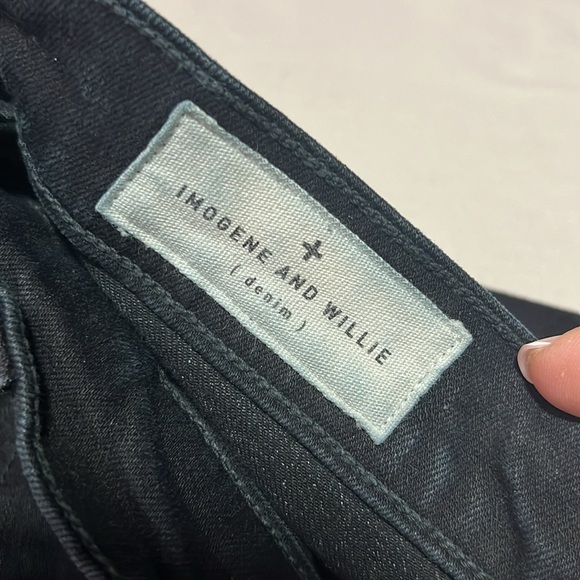 +
IMOGENE AND WILLIE
( denim )